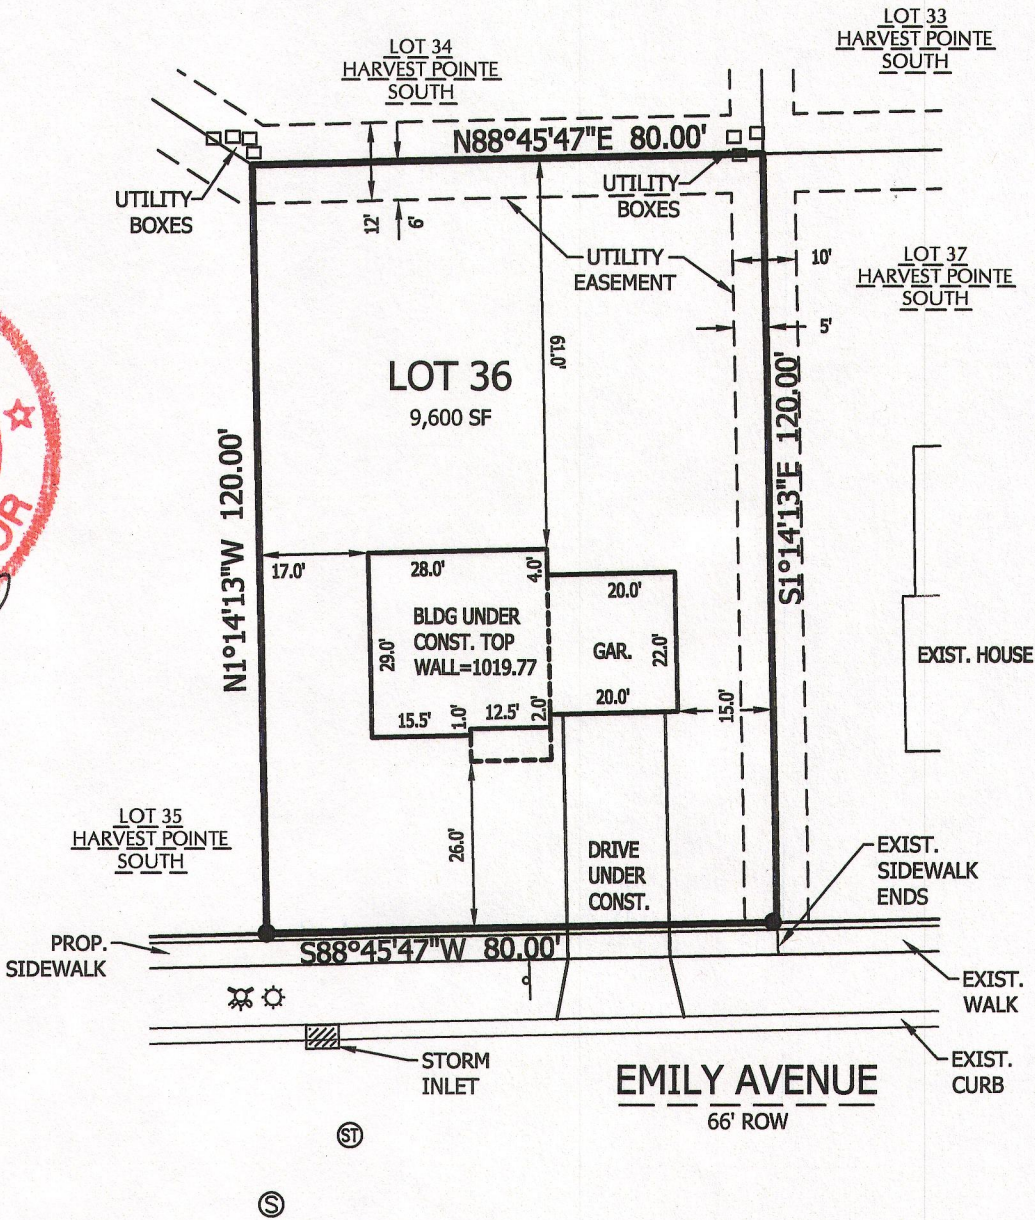 LOT 33
HARVEST POINTE
SOUTH
LOT 34
HARVEST POINTE
SOUTH
N88°45'47"E 80.00'
UTILITY
BOXES
12'
6'
UTILITY
BOXES
UTILITY
EASEMENT
10'
LOT 37
HARVEST POINTE
SOUTH
5'
61.0'
LOT 36
9,600 SF
N1°14'13"W 120.00'
S1°14'13"E 120.00'
OR
17.0'
28.0'
4.0'
20.0'
BLDG UNDER
CONST. TOP
WALL=1019.77
29.0'
GAR.
22.0'
EXIST. HOUSE
15.5'
1.0'
12.5'
2.0'
20.0'
15.0'
LOT 35
HARVEST POINTE
SOUTH
26.0'
DRIVE
UNDER
CONST.
EXIST.
SIDEWALK
ENDS
PROP.
SIDEWALK
S88°45'47"W 80.00'
EXIST.
WALK
STORM
INLET
EXIST.
CURB
EMILY AVENUE
66' ROW
ST
S